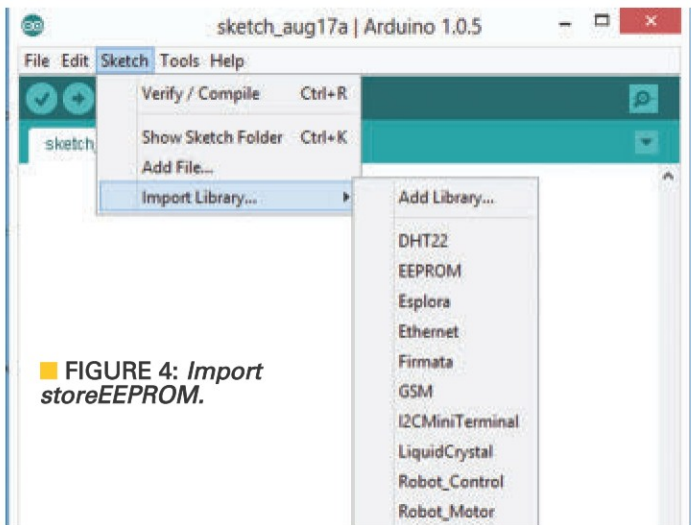 sketch_aug17a | Arduino 1.0.5
File Edit Sketch Tools Help
Verify / Compile Ctrl+R
Show Sketch Folder Ctrl+K
sketch_
Add File...
Import Library...
Add Library...
DHT22
EEPROM
Esplora
Ethernet
Firmata
GSM
I2CMiniTerminal
LiquidCrystal
Robot_Control
Robot_Motor
FIGURE 4: Import
storeEEPROM.